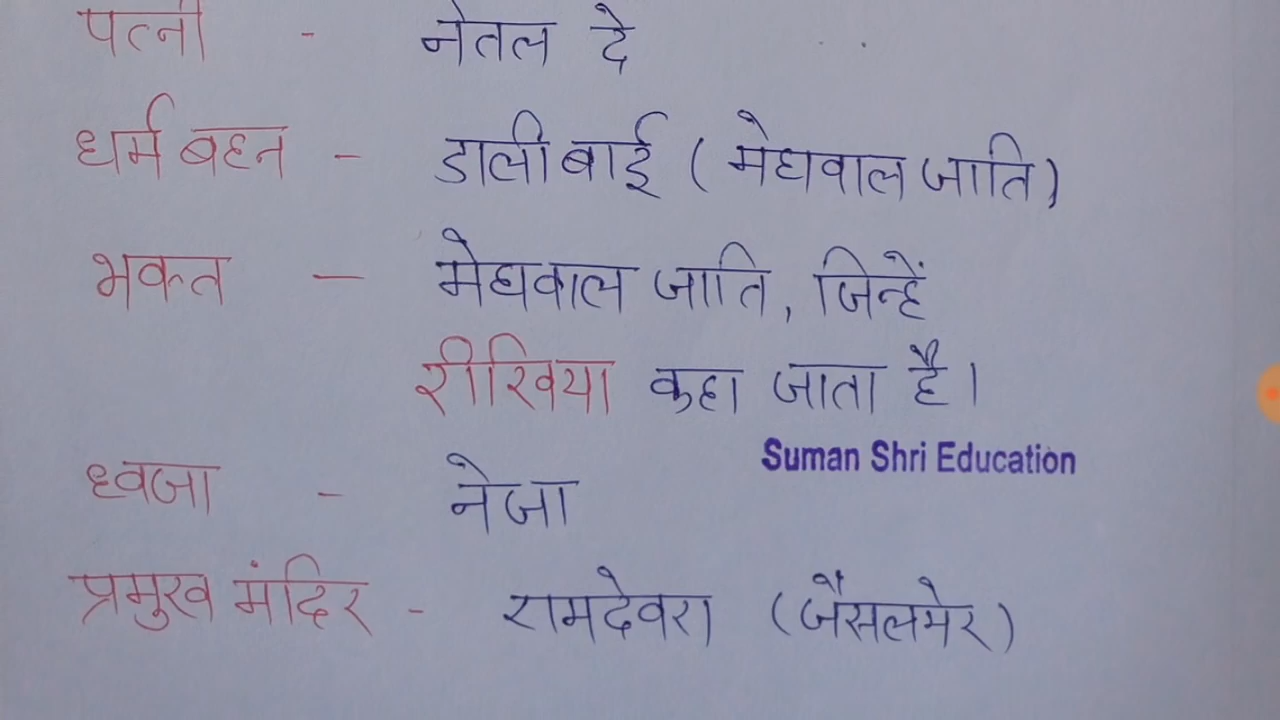 पत्नी - नेतल दे
धर्म बहन - डाली बाई ( मेघवाल जाति )
भक्त - मेघवाल जाति, जिन्हें
रीखिया कहा जाता है।
Suman Shri Education
ध्वजा - नेजा
प्रमुख मंदिर - रामदेवरा (जैसलमेर)